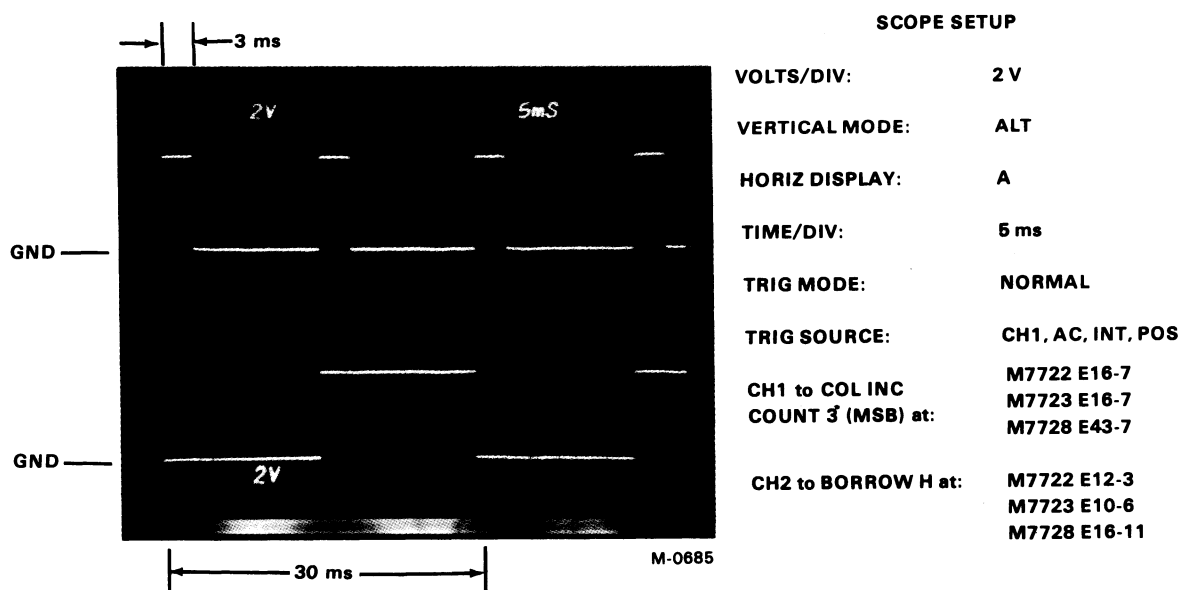 3 ms
SCOPE SETUP
2V
5mS
VOLTS/DIV: 2 V
VERTICAL MODE: ALT
HORIZ DISPLAY: A
GND
TIME/DIV: 5 ms
TRIG MODE: NORMAL
TRIG SOURCE: CH1, AC, INT, POS
CH1 to COL INC
COUNT 3 (MSB) at:
M7722 E16-7
M7723 E16-7
M7728 E43-7
GND
2V
CH2 to BORROW H at:
M7722 E12-3
M7723 E10-6
M7728 E16-11
M-0685
30 ms